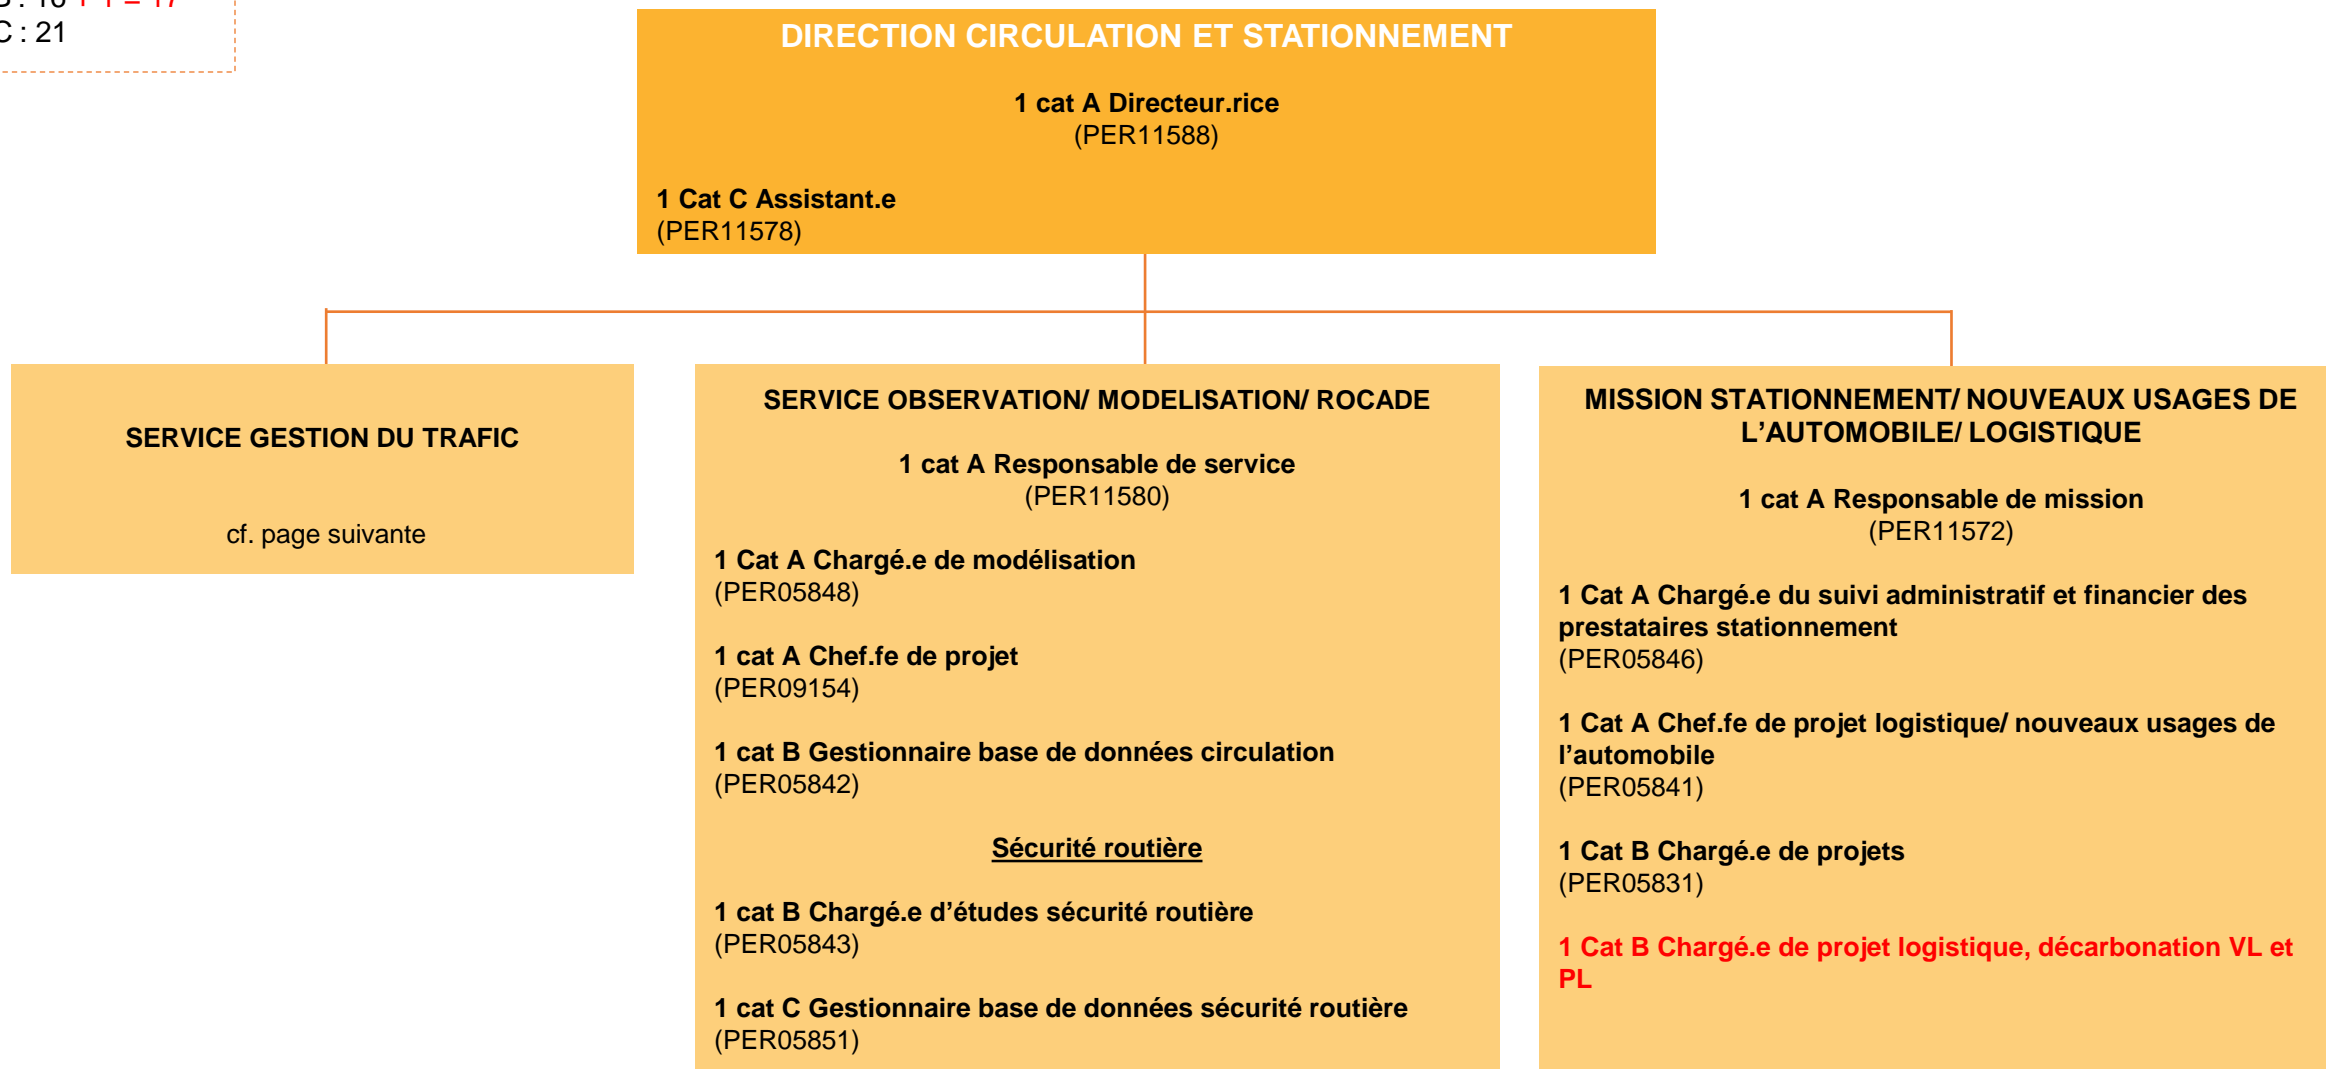 B : 16 + 1 = 17
C : 21
DIRECTION CIRCULATION ET STATIONNEMENT
1 cat A Directeur.rice
(PER11588)
1 Cat C Assistant.e
(PER11578)
SERVICE GESTION DU TRAFIC
cf. page suivante
SERVICE OBSERVATION/ MODELISATION/ ROCADE
1 cat A Responsable de service
(PER11580)
1 Cat A Chargé.e de modélisation
(PER05848)
1 cat A Chef.fe de projet
(PER09154)
1 cat B Gestionnaire base de données circulation
(PER05842)
Sécurité routière
1 cat B Chargé.e d’études sécurité routière
(PER05843)
1 cat C Gestionnaire base de données sécurité routière
(PER05851)
MISSION STATIONNEMENT/ NOUVEAUX USAGES DE
L’AUTOMOBILE/ LOGISTIQUE
1 cat A Responsable de mission
(PER11572)
1 Cat A Chargé.e du suivi administratif et financier des
prestataires stationnement
(PER05846)
1 Cat A Chef.fe de projet logistique/ nouveaux usages de
l’automobile
(PER05841)
1 Cat B Chargé.e de projets
(PER05831)
1 Cat B Chargé.e de projet logistique, décarbonation VL et
PL